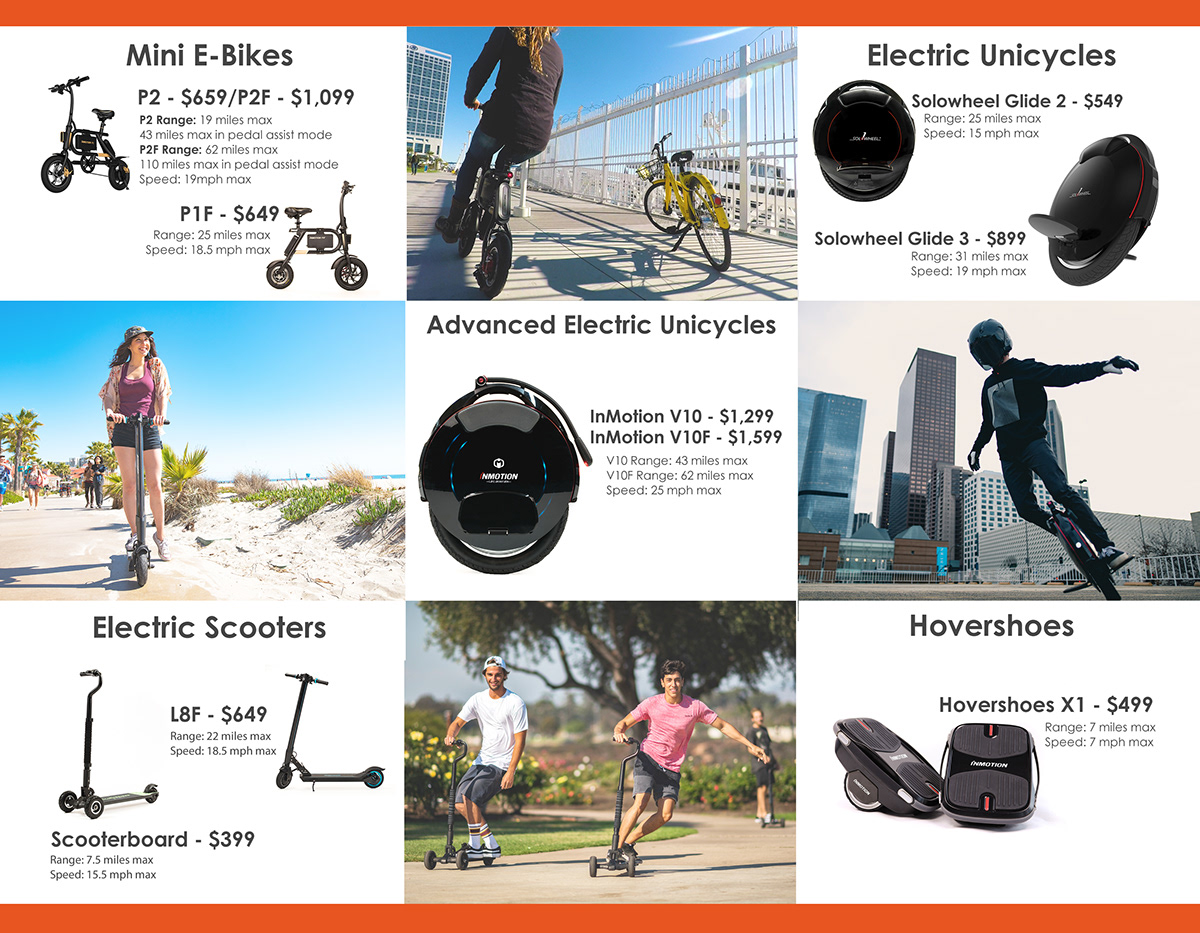 Mini E-Bikes
P2 - $659/P2F - $1,099
P2 Range: 19 miles max
43 miles max in pedal assist mode
P2F Range: 62 miles max
110 miles max in pedal assist mode
Speed: 19mph max
P1F - $649
Range: 25 miles max
Speed: 18.5 mph max
Electric Unicycles
Solowheel Glide 2 - $549
Range: 25 miles max
Speed: 15 mph max
Solowheel Glide 3 - $899
Range: 31 miles max
Speed: 19 mph max
Advanced Electric Unicycles
InMotion V10 - $1,299
InMotion V10F - $1,599
V10 Range: 43 miles max
V10F Range: 62 miles max
Speed: 25 mph max
INMOTION
Electric Scooters
L8F - $649
Range: 22 miles max
Speed: 18.5 mph max
Scooterboard - $399
Range: 7.5 miles max
Speed: 15.5 mph max
Hovershoes
Hovershoes X1 - $499
Range: 7 miles max
Speed: 7 mph max
INMOTION
INMOTION